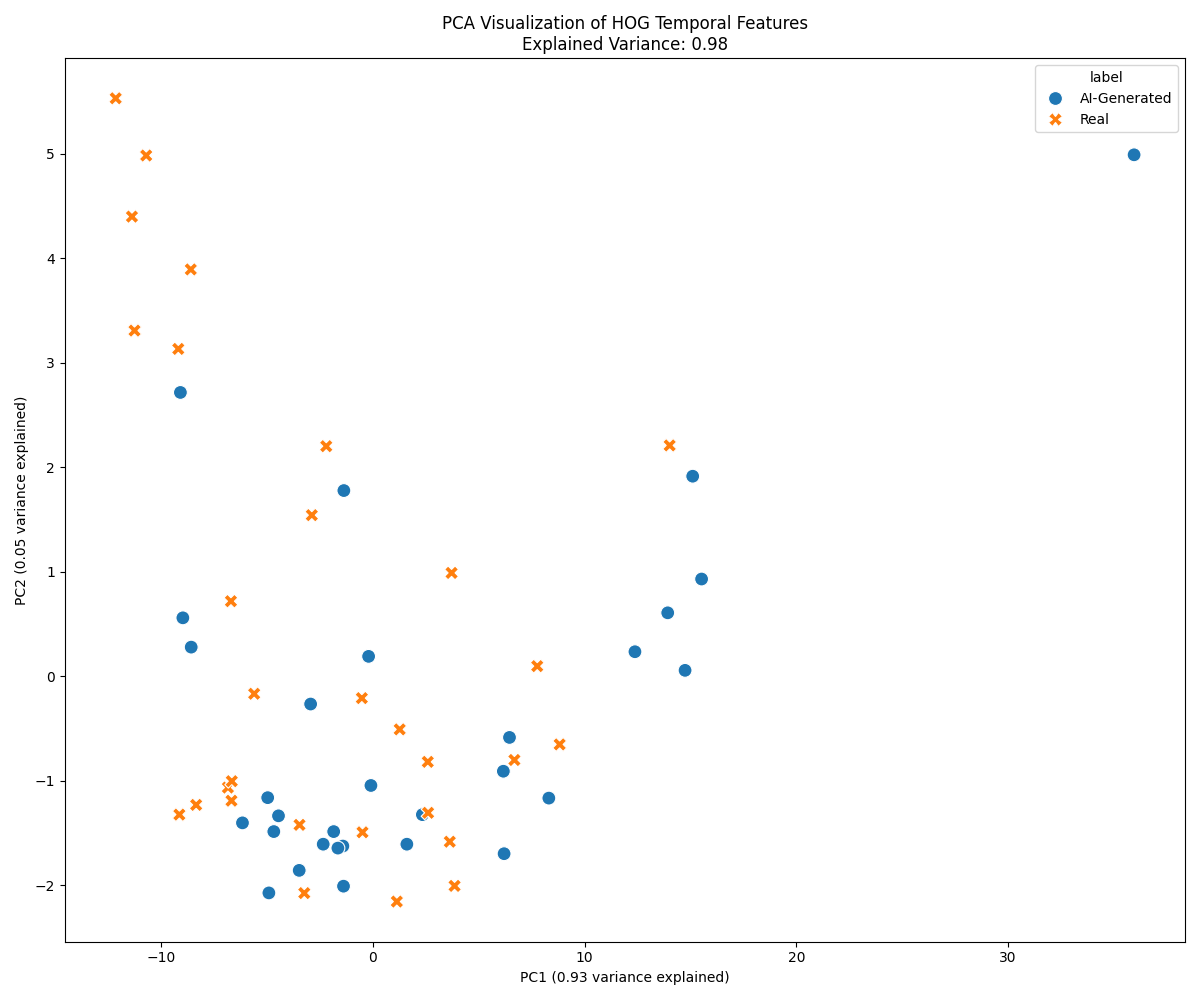 PCA Visualization of HOG Temporal Features
Explained Variance: 0.98
label
AI-Generated
Real
PC2 (0.05 variance explained)
5
4
3
2
1
0
−1
−2
−10
0
10
20
30
PC1 (0.93 variance explained)